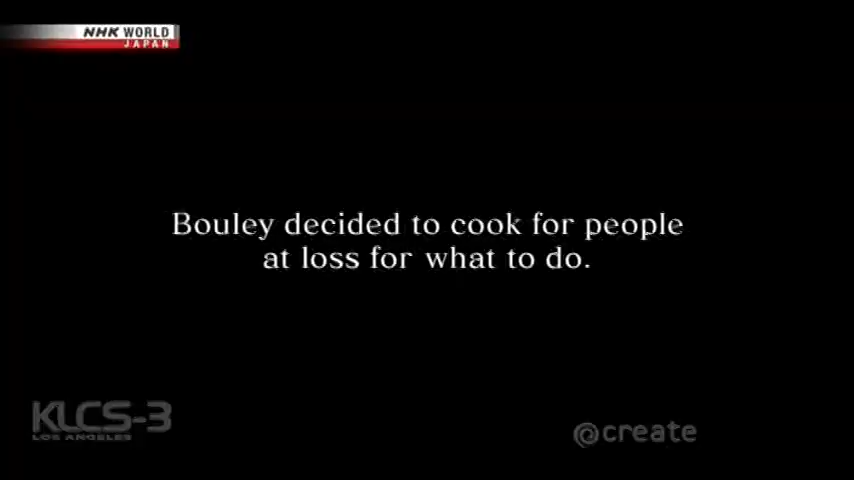 NHK WORLD
JAPAN
Bouley decided to cook for people
at loss for what to do.
KLCS-3
LOS ANGELES
@create